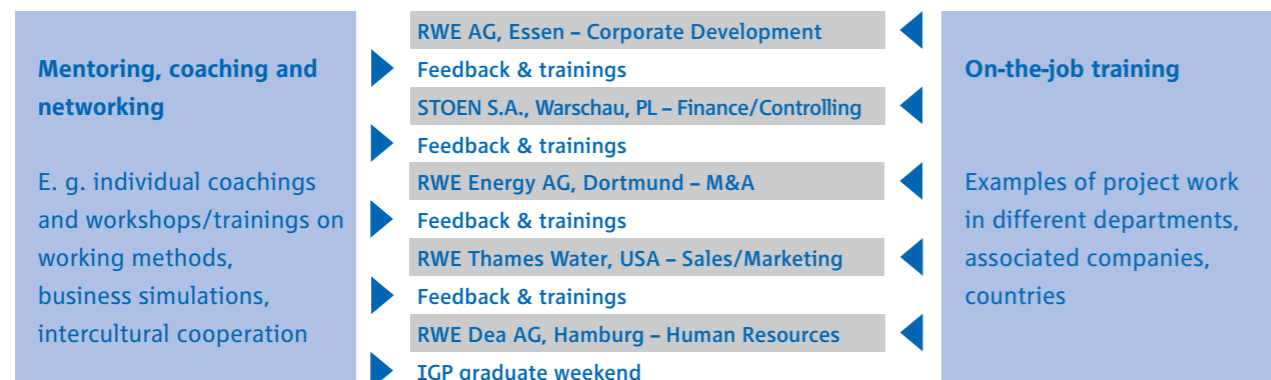 Mentoring, coaching and
networking
E. g. individual coachings
and workshops/trainings on
working methods,
business simulations,
intercultural cooperation
RWE AG, Essen – Corporate Development
Feedback & trainings
STOEN S.A., Warschau, PL – Finance/Controlling
Feedback & trainings
RWE Energy AG, Dortmund – M&A
Feedback & trainings
RWE Thames Water, USA – Sales/Marketing
Feedback & trainings
RWE Dea AG, Hamburg – Human Resources
IGP graduate weekend
On-the-job training
Examples of project work
in different departments,
associated companies,
countries